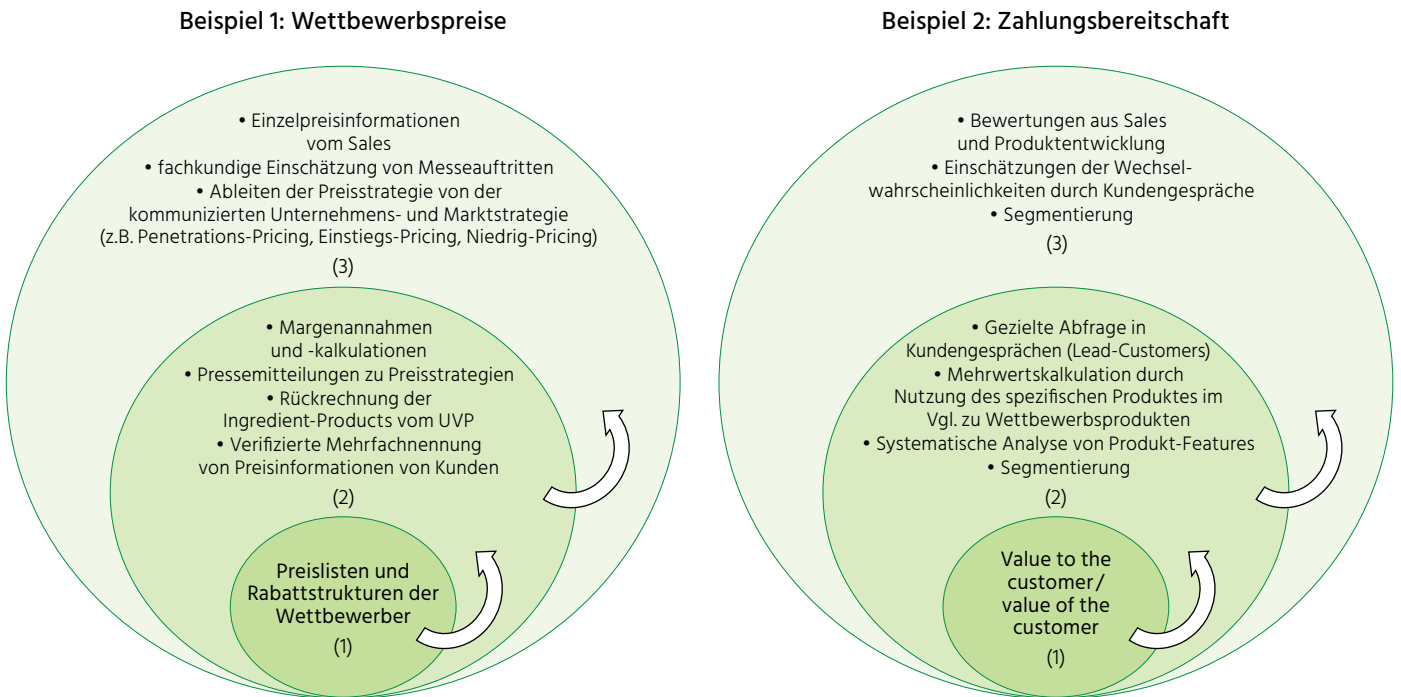 Beispiel 1: Wettbewerbspreise
• Einzelpreisinformationen
vom Sales
• fachkundige Einschätzung von Messeauftritten
• Ableiten der Preisstrategie von der
kommunizierten Unternehmens- und Marktstrategie
(z.B. Penetrations-Pricing, Einstiegs-Pricing, Niedrig-Pricing)
(3)
• Margenannahmen
und -kalkulationen
• Pressemitteilungen zu Preisstrategien
• Rückrechnung der
Ingredient-Products vom UVP
• Verifizierte Mehrfachnennung
von Preisinformationen von Kunden
(2)
Preislisten und
Rabattstrukturen der
Wettbewerber
(1)
Beispiel 2: Zahlungsbereitschaft
• Bewertungen aus Sales
und Produktentwicklung
• Einschätzungen der Wechsel-
wahrscheinlichkeiten durch Kundengespräche
• Segmentierung
(3)
• Gezielte Abfrage in
Kundengesprächen (Lead-Customers)
• Mehrwertskalkulation durch
Nutzung des spezifischen Produktes im
Vgl. zu Wettbewerbsprodukten
• Systematische Analyse von Produkt-Features
• Segmentierung
(2)
Value to the
customer/
value of the
customer
(1)